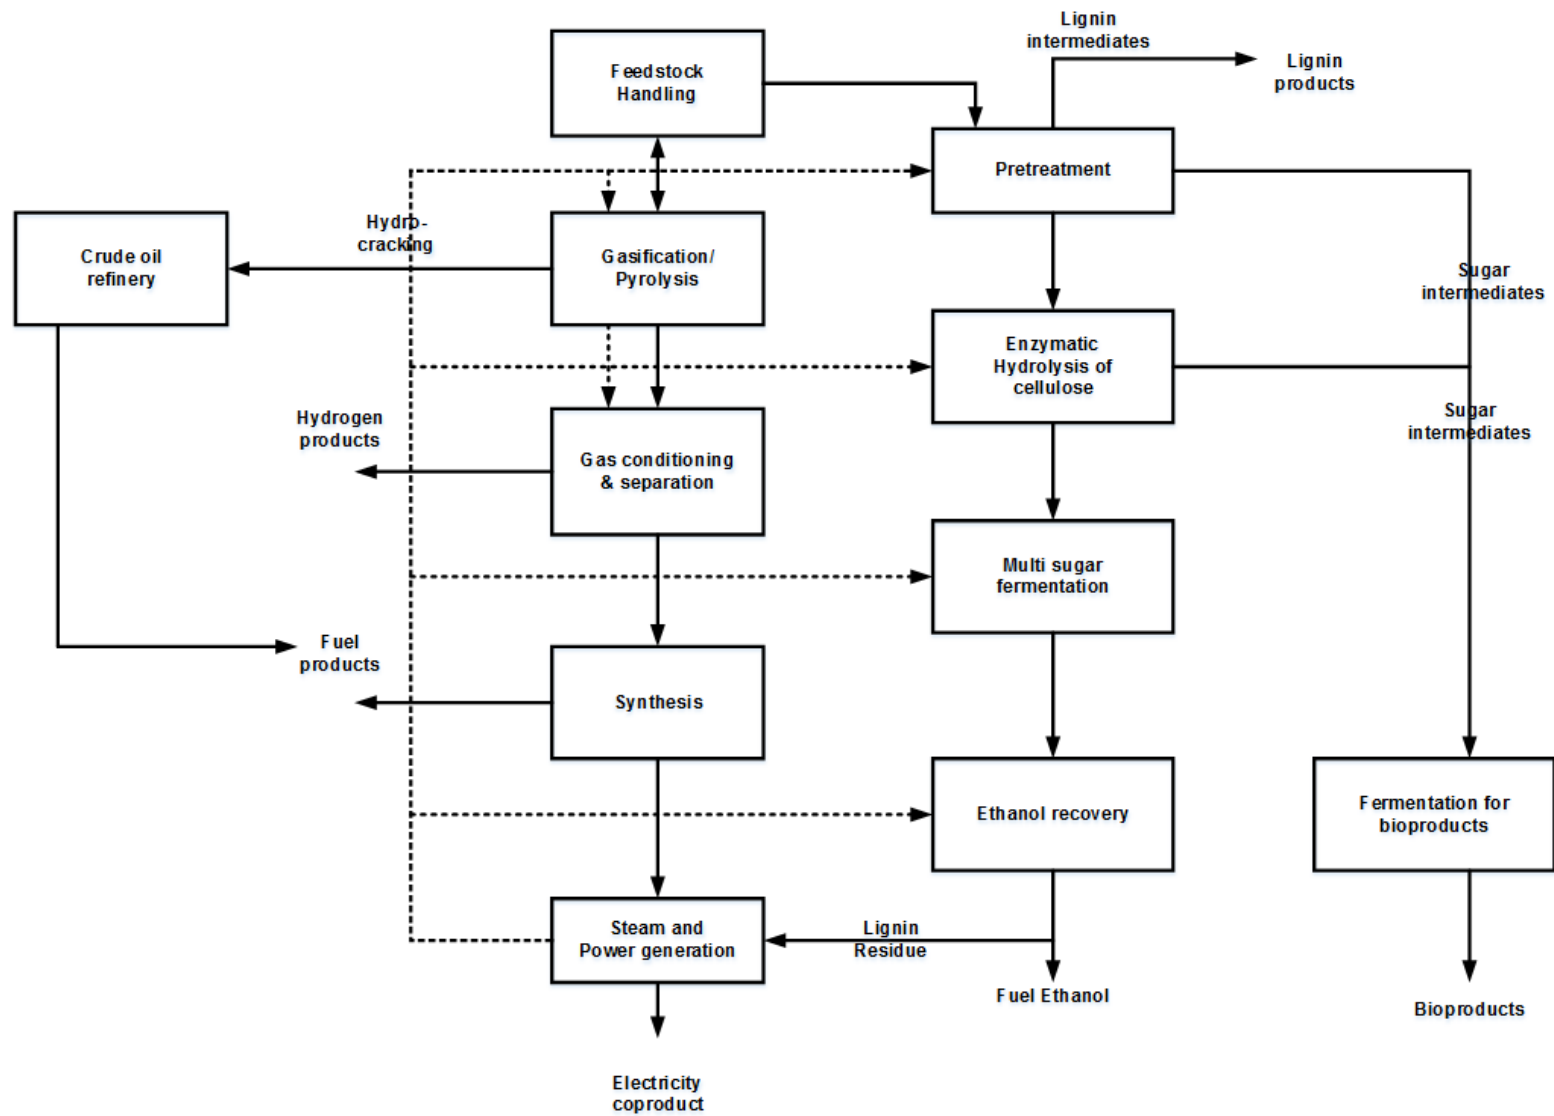 Lignin
intermediates
Lignin
products
Feedstock
Handling
Pretreatment
Hydro-
cracking
Crude oil
refinery
Gasification/
Pyrolysis
Sugar
intermediates
Enzymatic
Hydrolysis of
cellulose
Hydrogen
products
Sugar
intermediates
Gas conditioning
& separation
Multi sugar
fermentation
Fuel
products
Synthesis
Ethanol recovery
Fermentation for
bioproducts
Steam and
Power generation
Lignin
Residue
Fuel Ethanol
Bioproducts
Electricity
coproduct